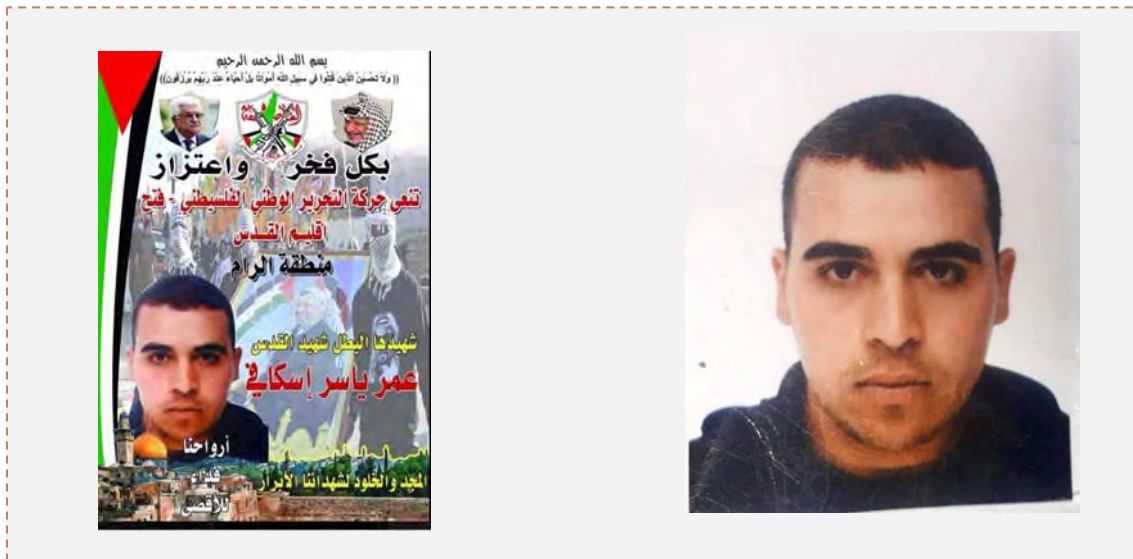 بسم الله الرحمن الرحيم
((ولا تحسبن الذين قتلوا في سبيل الله أمواتا بل أحياء عند ربهم يرزقون))
بكل فخر واعتزاز
تنعى حركة التحرير الوطني الفلسطيني - فتح
اقليم القدس
منطقة الرام
شهيدها البطل شهيد القدس
عمر ياسر إسكافي
أرواحنا
فداء
للأقصى
المجد والخلود لشهدائنا الأبرار